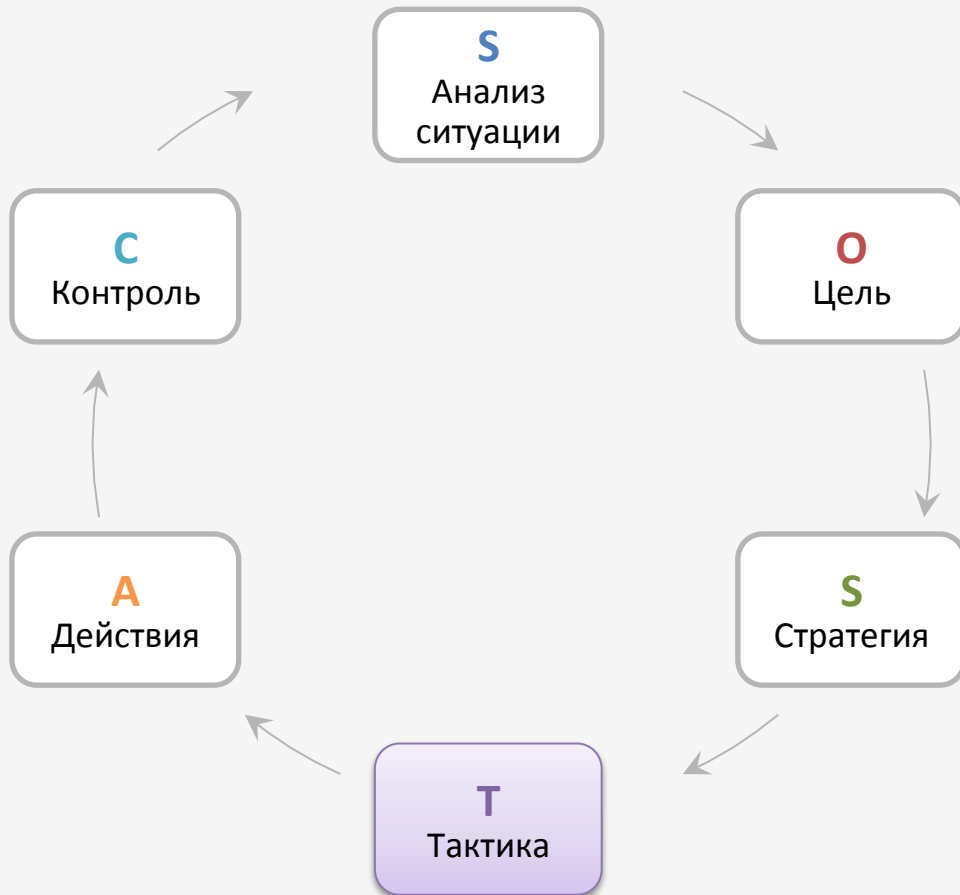 S
Анализ
ситуации
O
Цель
S
Стратегия
T
Тактика
A
Действия
C
Контроль